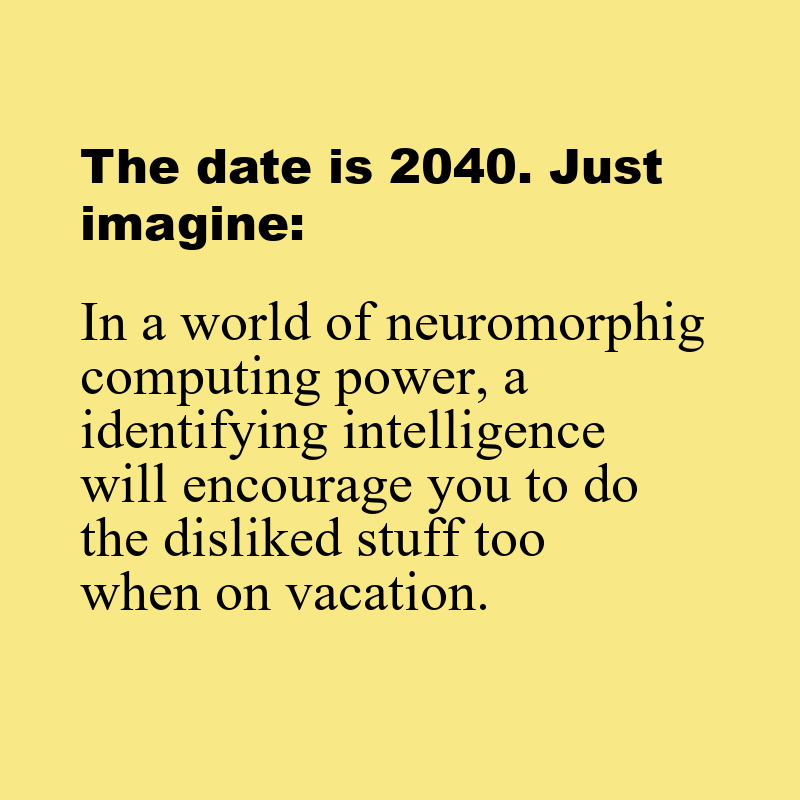 The date is 2040. Just
imagine:
In a world of neuromorphig
computing power, a
identifying intelligence
will encourage you to do
the disliked stuff too
when on vacation.